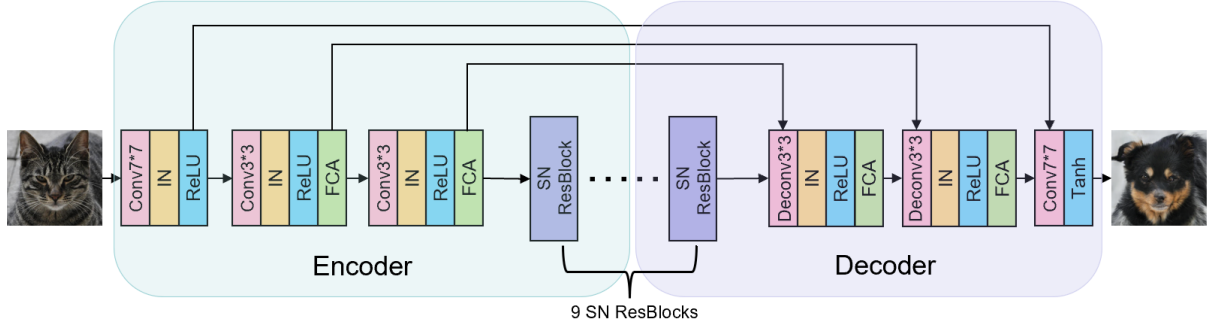 Conv7*7
IN
ReLU
Conv3*3
IN
ReLU
FCA
Conv3*3
IN
ReLU
FCA
SN
ResBlock
SN
ResBlock
Deconv3*3
IN
ReLU
FCA
Deconv3*3
IN
ReLU
FCA
Conv7*7
Tanh
Encoder
Decoder
9 SN ResBlocks